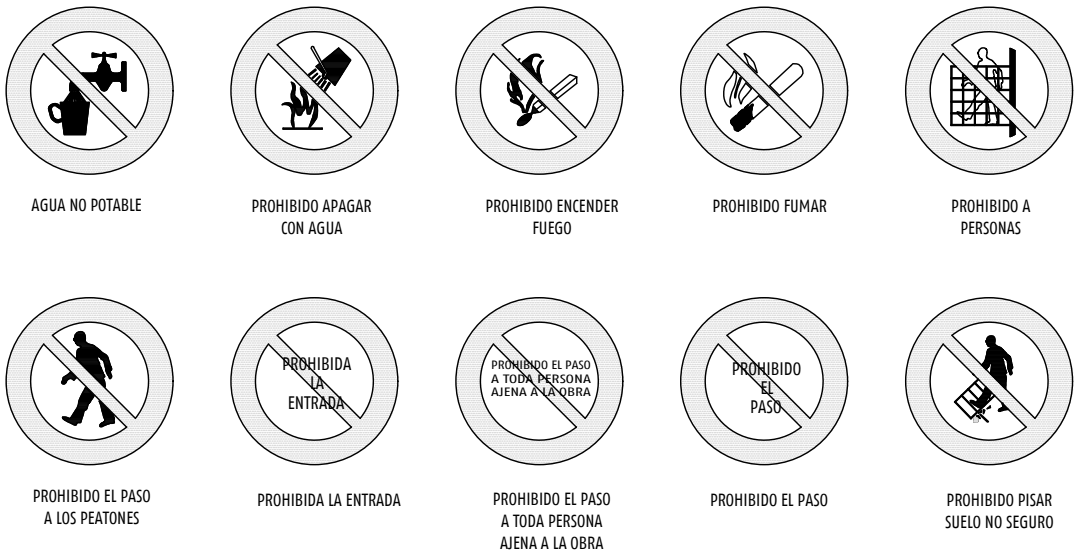 AGUA NO POTABLE
PROHIBIDO APAGAR
CON AGUA
PROHIBIDO ENCENDER
FUEGO
PROHIBIDO FUMAR
PROHIBIDO A
PERSONAS
PROHIBIDA
LA
ENTRADA
PROHIBIDO EL PASO
A TODA PERSONA
AJENA A LA OBRA
PROHIBIDO
EL
PASO
PROHIBIDO EL PASO
A LOS PEATONES
PROHIBIDA LA ENTRADA
PROHIBIDO EL PASO
A TODA PERSONA
AJENA A LA OBRA
PROHIBIDO EL PASO
PROHIBIDO PISAR
SUELO NO SEGURO